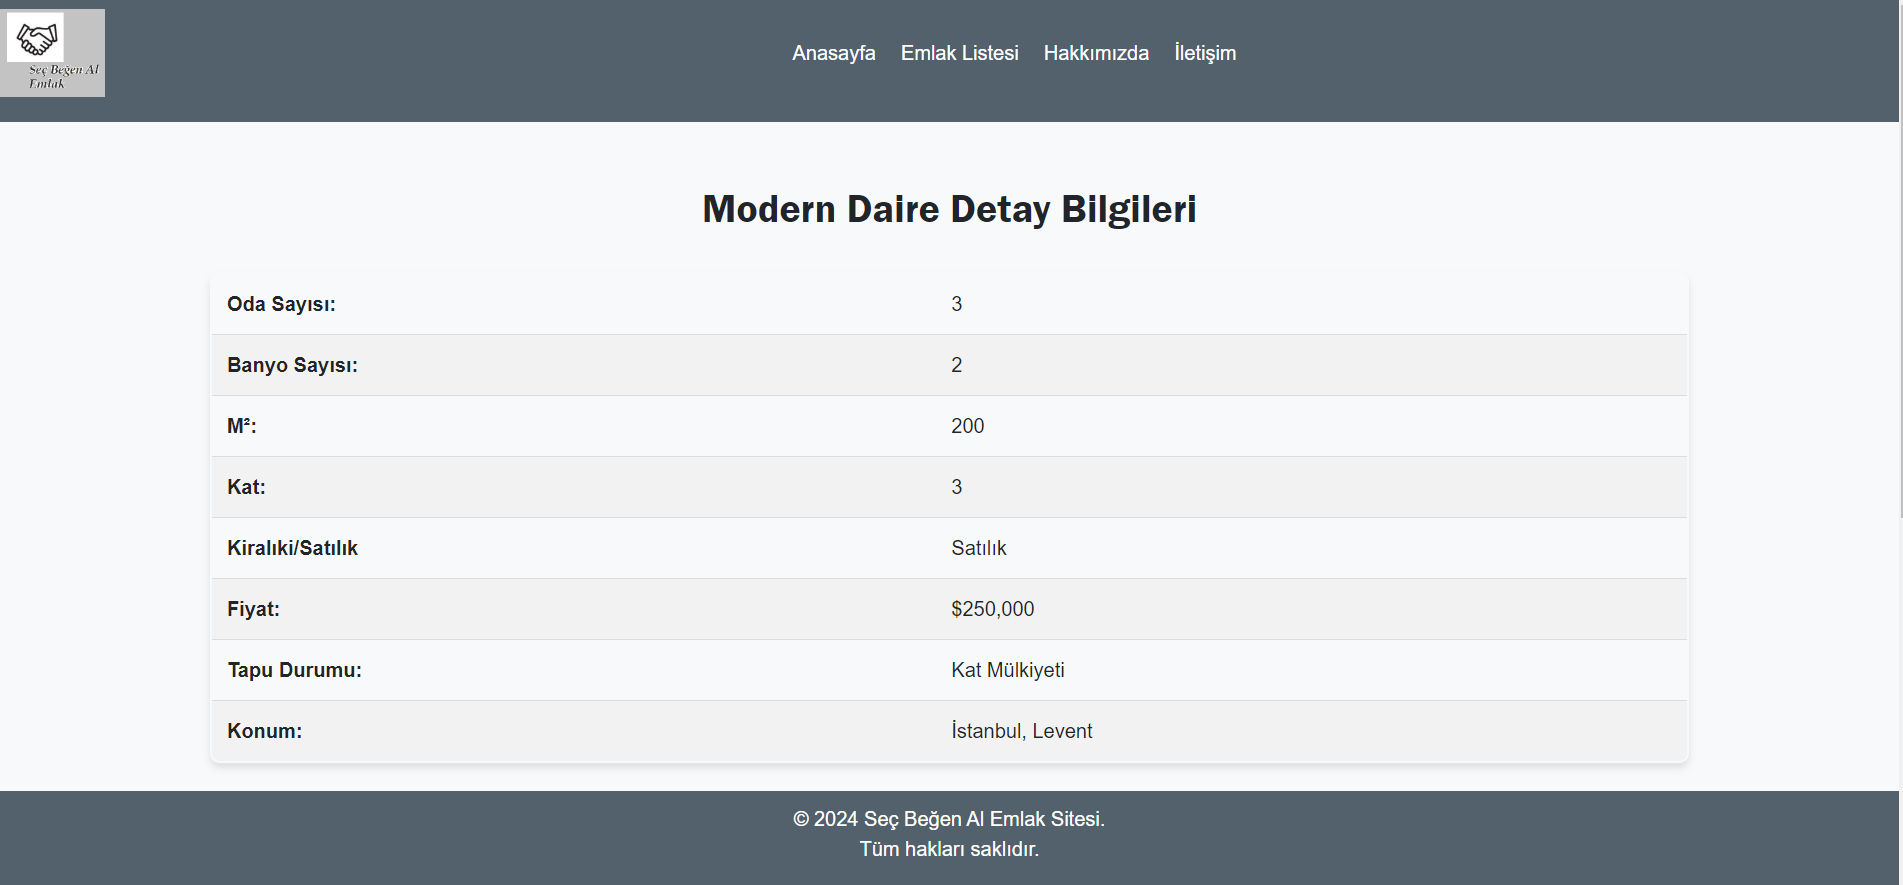 Seç Beğen Al
Emlak
Anasayfa Emlak Listesi Hakkımızda İletişim
Modern Daire Detay Bilgileri
Oda Sayısı: 3
Banyo Sayısı: 2
M²: 200
Kat: 3
Kiralıki/Satılık Satılık
Fiyat: $250,000
Tapu Durumu: Kat Mülkiyeti
Konum: İstanbul, Levent
© 2024 Seç Beğen Al Emlak Sitesi.
Tüm hakları saklıdır.